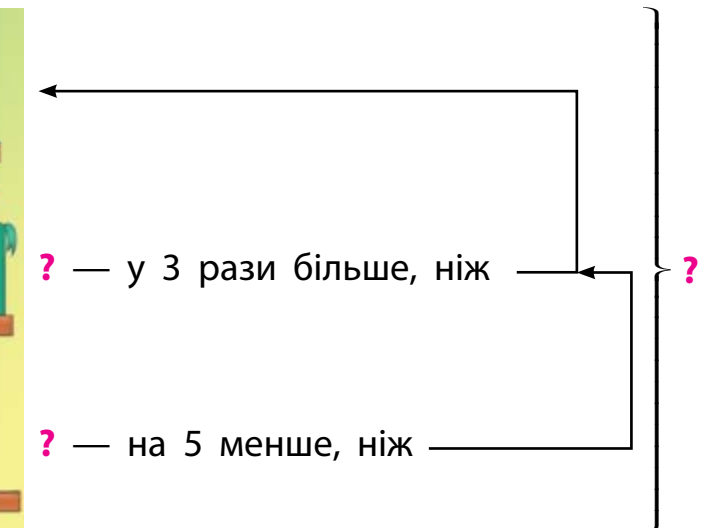 ? — у 3 рази більше, ніж
?
? — на 5 менше, ніж